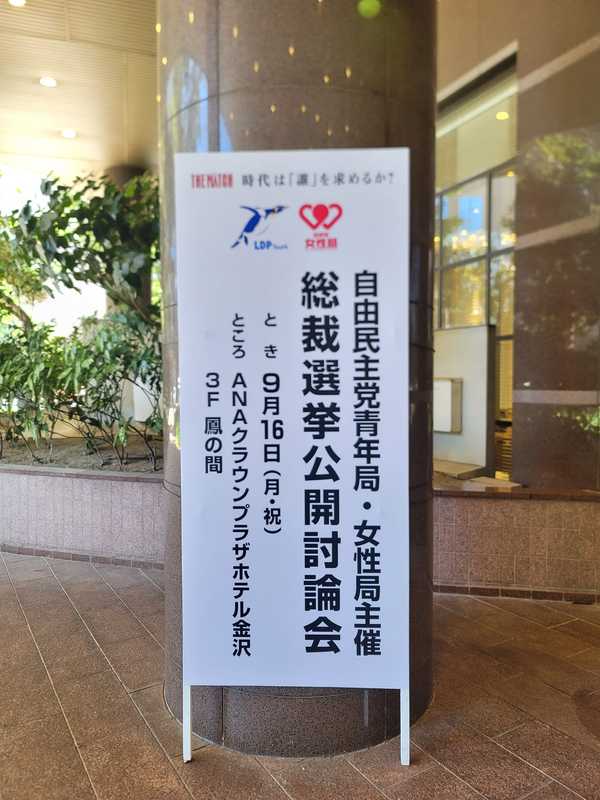 THE MATCH 時代は「誰」を求めるか?
LDP Youth
女性局
自由民主党青年局・女性局主催
総裁選挙公開討論会
とき 9月16日(月・祝)
ところ ANAクラウンプラザホテル金沢
3F 鳳の間